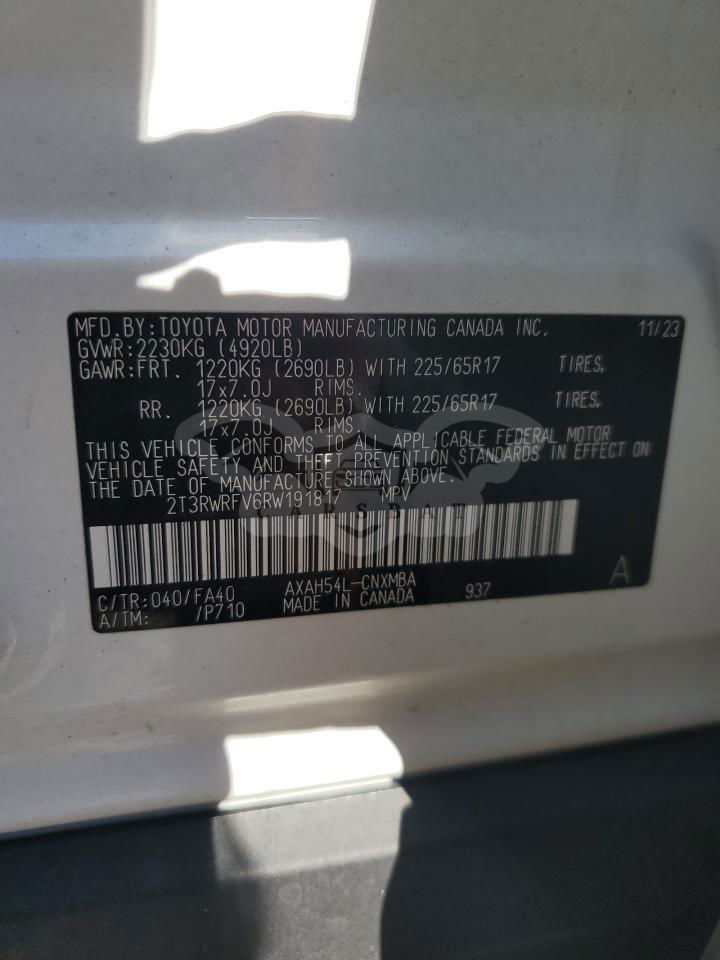 MFD.BY:TOYOTA MOTOR MANUFACTURING CANADA INC. 11/23
GVWR:2230KG (4920LB)
GAWR:FRT. 1220KG (2690LB) WITH 225/65R17 TIRES,
17x7.0J RIMS.
RR. 1220KG (2690LB) WITH 225/65R17 TIRES,
17x7.0J RIMS.
THIS VEHICLE CONFORMS TO ALL APPLICABLE FEDERAL MOTOR
VEHICLE SAFETY AND THEFT PREVENTION STANDARDS IN EFFECT ON
THE DATE OF MANUFACTURE SHOWN ABOVE.
2T3RWRFV6RW191817 MPV
CARSBAW
C/TR:040/FA40 AXAH54L-CNXMBA 937 A
A/TM: /P710 MADE IN CANADA